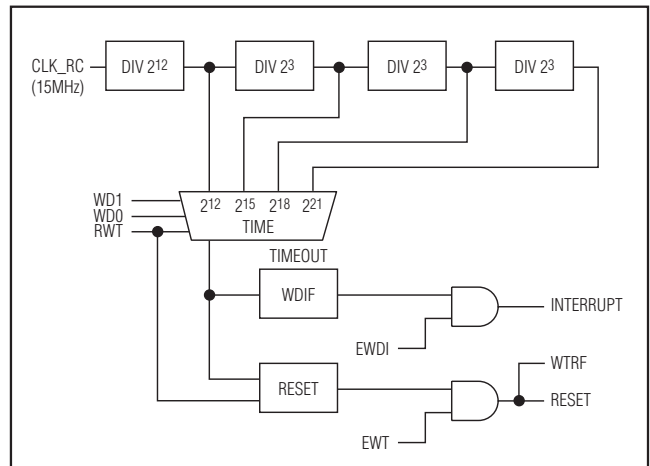 CLK_RC
(15MHz)
DIV 2¹²
DIV 2³
DIV 2³
DIV 2³
WD1
WD0
RWT
2¹² 2¹⁵ 2¹⁸ 2²¹
TIME
TIMEOUT
WDIF
INTERRUPT
EWDI
WTRF
RESET
RESET
EWT